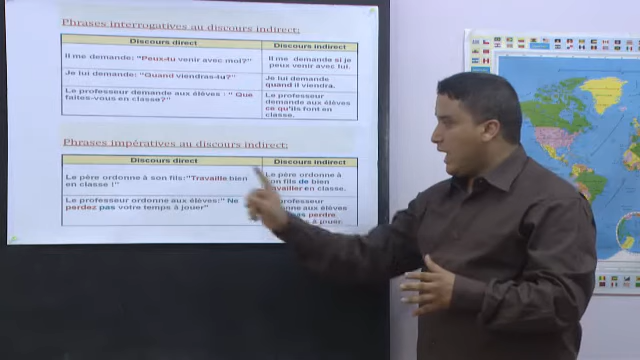 Phrases interrogatives au discours indirect:
Discours direct
Discours indirect
Il me demande: "Peux-tu venir avec moi?"
Il me demande si je
peux venir avec lui.
Je lui demande: "Quand viendras-tu?"
Je lui demande
quand il viendra.
Le professeur demande aux élèves : " Que
faites-vous en classe?"
Le professeur
demande aux élèves
ce qu'ils font en
classe.
Phrases impératives au discours indirect:
Discours direct
Discours indirect
Le père ordonne à son fils:"Travaille bien
en classe !"
Le père ordonne à
son fils de bien
travailler en classe.
Le professeur ordonne aux élèves:" Ne
perdez pas votre temps à jouer"
professeur
ordonne aux élèves
pas perdre
à jouer.